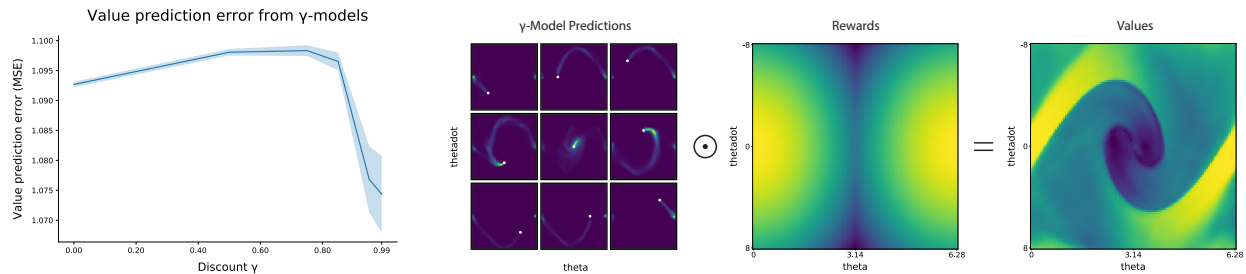 Value prediction error from γ-models
Value prediction error (MSE)
1.100
1.095
1.090
1.085
1.080
1.075
1.070
0.00 0.20 0.40 0.60 0.80 0.99
Discount γ
γ-Model Predictions
thetadot
theta
⊙
Rewards
thetadot
-8
0
8
0 3.14 6.28
theta
=
Values
thetadot
-8
0
8
0 3.14 6.28
theta